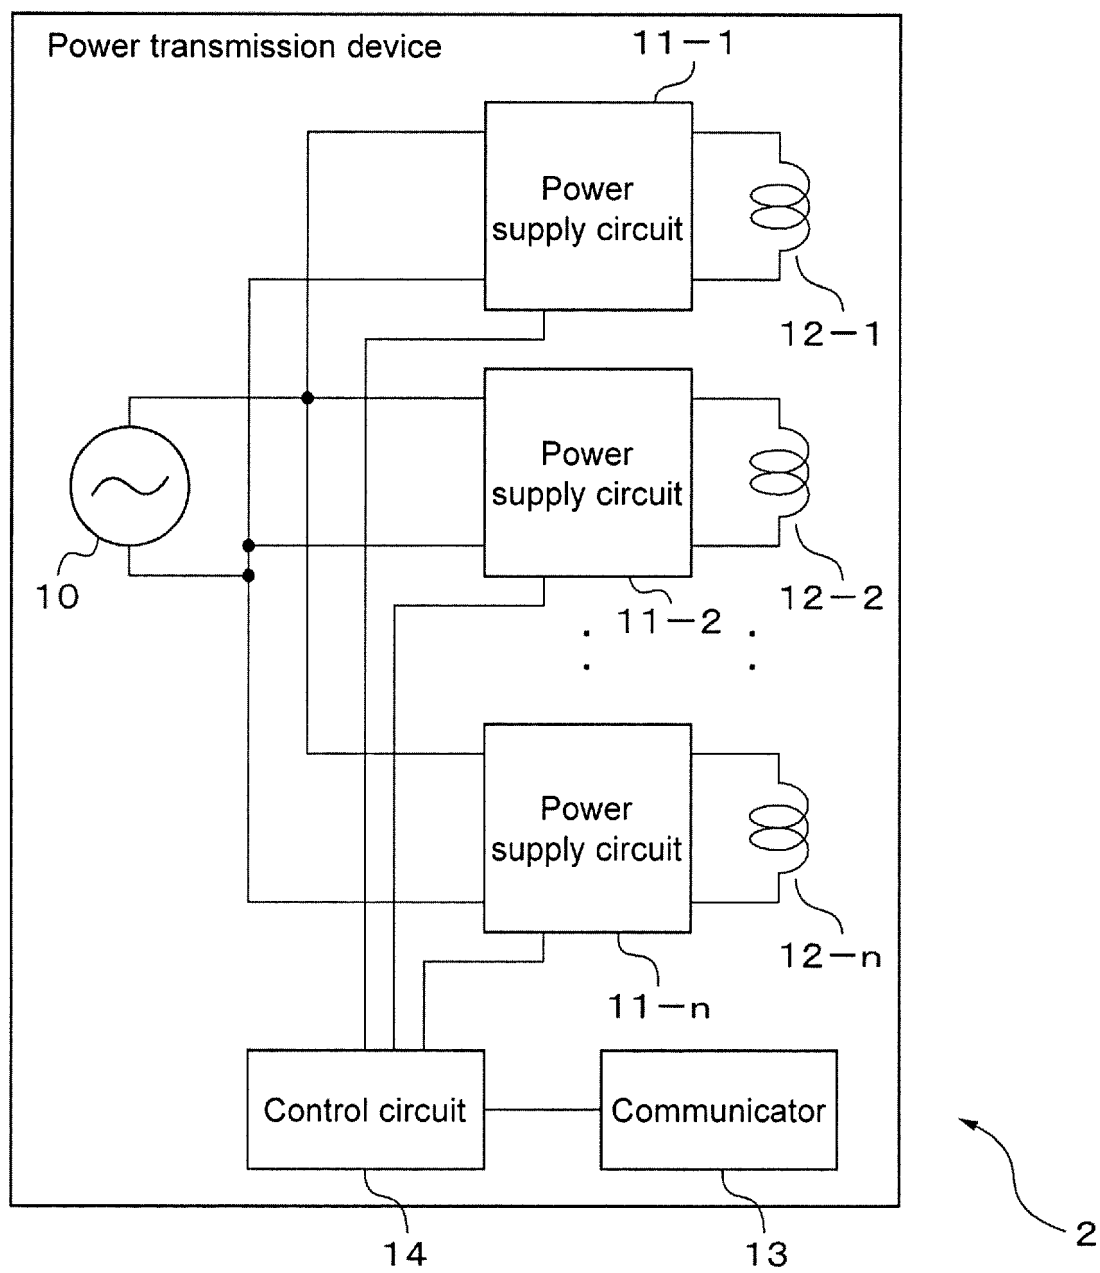 Power transmission device
11-1
Power
supply circuit
12-1
Power
supply circuit
10
12-2
11-2
Power
supply circuit
12-n
11-n
Control circuit
Communicator
14
13
2